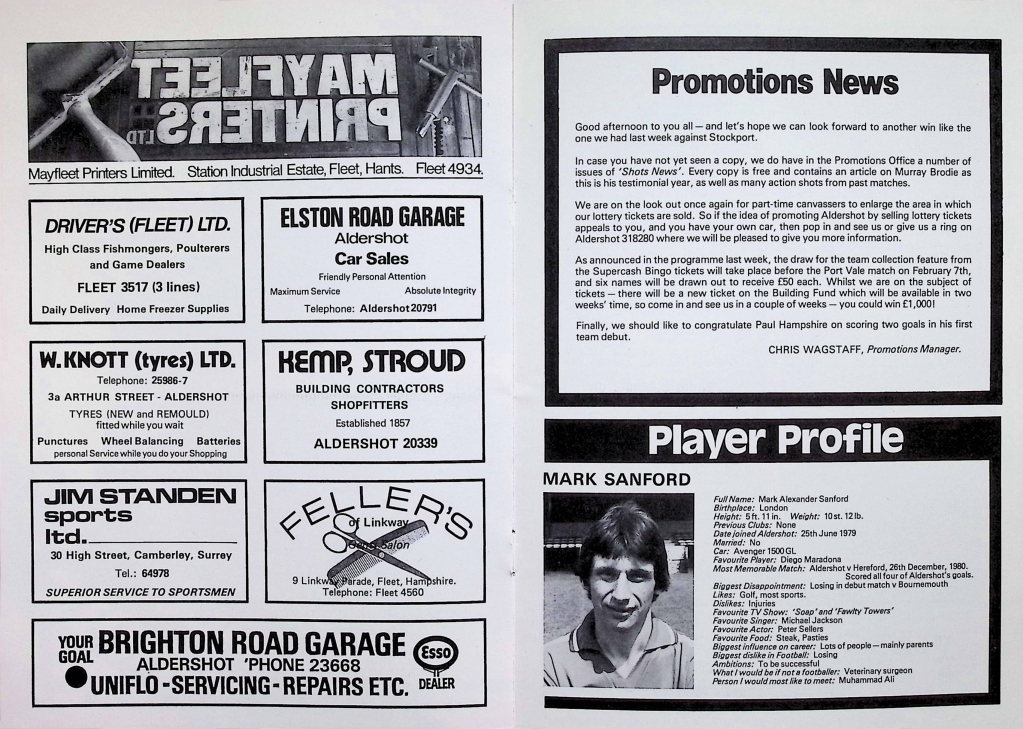 MAYFLEET
PRINTERS LTD
Mayfleet Printers Limited. Station Industrial Estate, Fleet, Hants. Fleet 4934.
DRIVER'S (FLEET) LTD.
High Class Fishmongers, Poulterers
and Game Dealers
FLEET 3517 (3 lines)
Daily Delivery Home Freezer Supplies
ELSTON ROAD GARAGE
Aldershot
Car Sales
Friendly Personal Attention
Maximum Service Absolute Integrity
Telephone: Aldershot 20791
W. KNOTT (tyres) LTD.
Telephone: 25986-7
3a ARTHUR STREET - ALDERSHOT
TYRES (NEW and REMOULD)
fitted while you wait
Punctures Wheel Balancing Batteries
personal Service while you do your Shopping
KEMP, STROUD
BUILDING CONTRACTORS
SHOPFITTERS
Established 1857
ALDERSHOT 20339
JIM STANDEN
sports
ltd.
30 High Street, Camberley, Surrey
Tel.: 64978
SUPERIOR SERVICE TO SPORTSMEN
FELLER'S
of Linkway
Gents Salon
9 Linkway Parade, Fleet, Hampshire.
Telephone: Fleet 4560
YOUR
GOAL
BRIGHTON ROAD GARAGE
ALDERSHOT 'PHONE 23668
UNIFLO - SERVICING - REPAIRS ETC.
Esso
DEALER
Promotions News
Good afternoon to you all — and let's hope we can look forward to another win like the
one we had last week against Stockport.
In case you have not yet seen a copy, we do have in the Promotions Office a number of
issues of 'Shots News'. Every copy is free and contains an article on Murray Brodie as
this is his testimonial year, as well as many action shots from past matches.
We are on the look out once again for part-time canvassers to enlarge the area in which
our lottery tickets are sold. So if the idea of promoting Aldershot by selling lottery tickets
appeals to you, and you have your own car, then pop in and see us or give us a ring on
Aldershot 318280 where we will be pleased to give you more information.
As announced in the programme last week, the draw for the team collection feature from
the Supercash Bingo tickets will take place before the Port Vale match on February 7th,
and six names will be drawn out to receive £50 each. Whilst we are on the subject of
tickets — there will be a new ticket on the Building Fund which will be available in two
weeks' time, so come in and see us in a couple of weeks — you could win £1,000!
Finally, we should like to congratulate Paul Hampshire on scoring two goals in his first
team debut.
CHRIS WAGSTAFF, Promotions Manager.
Player Profile
MARK SANFORD
Full Name: Mark Alexander Sanford
Birthplace: London
Height: 5 ft. 11 in. Weight: 10 st. 12 lb.
Previous Clubs: None
Date joined Aldershot: 25th June 1979
Married: No
Car: Avenger 1500 GL
Favourite Player: Diego Maradona
Most Memorable Match: Aldershot v Hereford, 26th December, 1980.
Scored all four of Aldershot's goals.
Biggest Disappointment: Losing in debut match v Bournemouth
Likes: Golf, most sports.
Dislikes: Injuries
Favourite TV Show: 'Soap' and 'Fawlty Towers'
Favourite Singer: Michael Jackson
Favourite Actor: Peter Sellers
Favourite Food: Steak, Pasties
Biggest influence on career: Lots of people — mainly parents
Biggest dislike in Football: Losing
Ambitions: To be successful
What I would be if not a footballer: Veterinary surgeon
Person I would most like to meet: Muhammad Ali